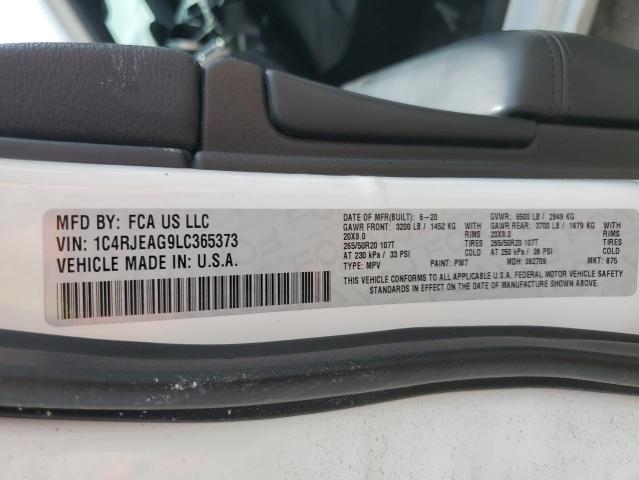 MFD BY: FCA US LLC
VIN: 1C4RJEAG9LC365373
VEHICLE MADE IN: U.S.A.
DATE OF MFR(BUILT): 6-20 GVWR: 6500 LB / 2949 KG
GAWR FRONT: 3200 LB / 1452 KG GAWR REAR: 3700 LB / 1679 KG
20X8.0 RIMS 20X8.0 RIMS
265/50R20 107T TIRES 265/50R20 107T TIRES
AT 230 kPa / 33 PSI COLD AT 250 kPa / 36 PSI COLD
TYPE: MPV PAINT: PW7 MDH: 062709 MKT: 875
THIS VEHICLE CONFORMS TO ALL APPLICABLE U.S.A. FEDERAL MOTOR VEHICLE SAFETY
STANDARDS IN EFFECT ON THE DATE OF MANUFACTURE SHOWN ABOVE.